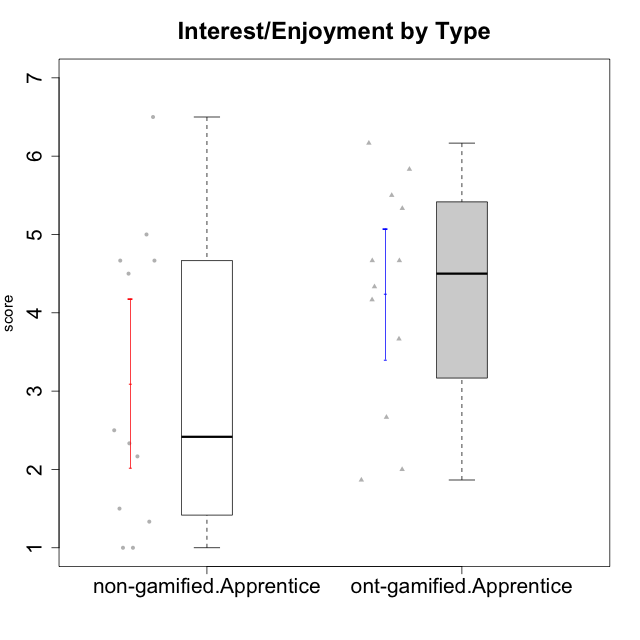 Interest/Enjoyment by Type
7
6
5
4
3
2
1
score
non-gamified.Apprentice
ont-gamified.Apprentice